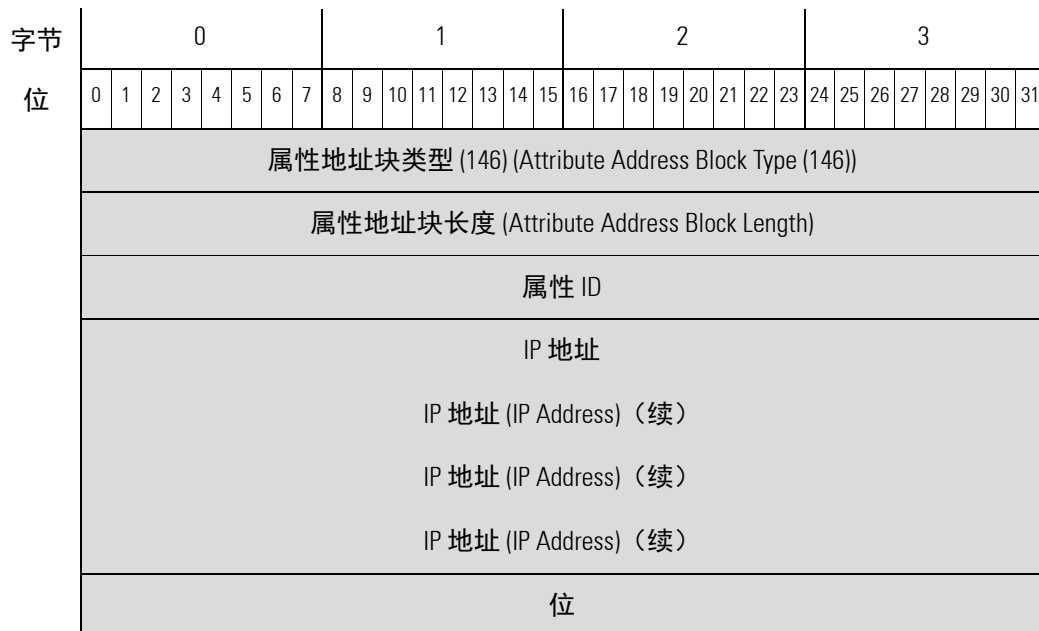 字节 0 1 2 3
位 0 1 2 3 4 5 6 7 8 9 10 11 12 13 14 15 16 17 18 19 20 21 22 23 24 25 26 27 28 29 30 31
属性地址块类型 (146) (Attribute Address Block Type (146))
属性地址块长度 (Attribute Address Block Length)
属性 ID
IP 地址
IP 地址 (IP Address)（续）
IP 地址 (IP Address)（续）
IP 地址 (IP Address)（续）
位